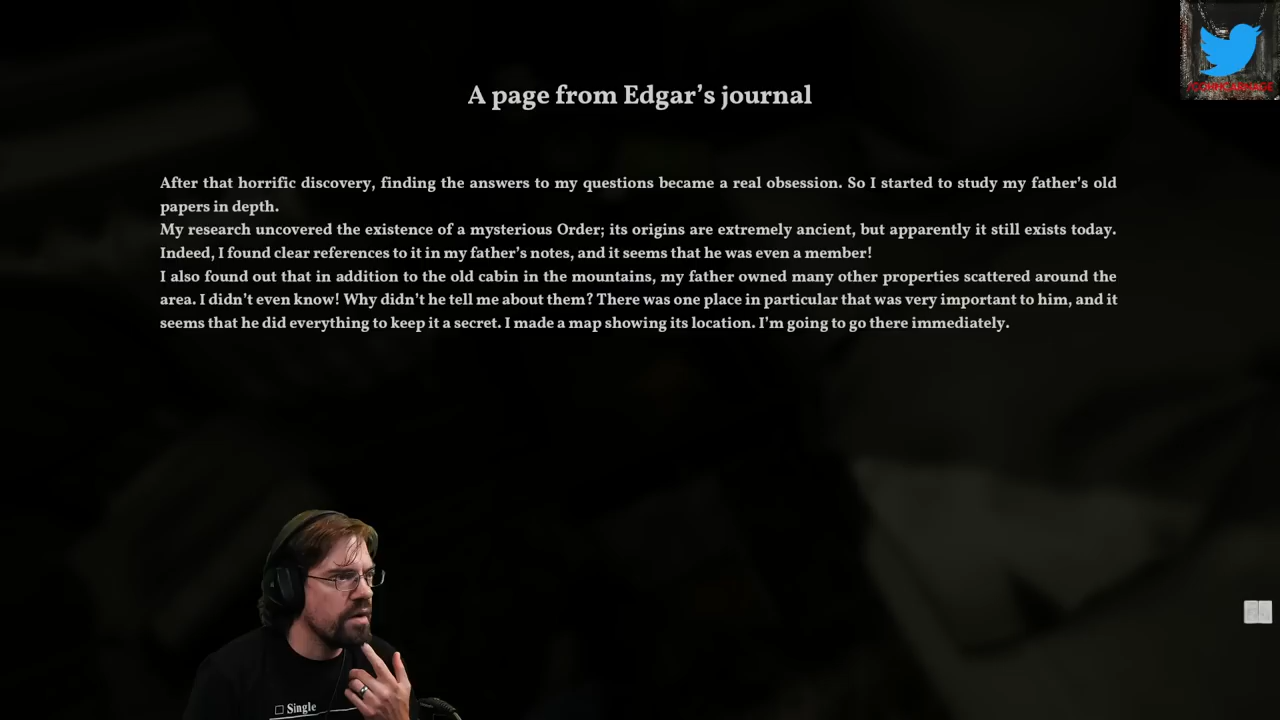 A page from Edgar's journal
After that horrific discovery, finding the answers to my questions became a real obsession. So I started to study my father's old
papers in depth.
My research uncovered the existence of a mysterious Order; its origins are extremely ancient, but apparently it still exists today.
Indeed, I found clear references to it in my father's notes, and it seems that he was even a member!
I also found out that in addition to the old cabin in the mountains, my father owned many other properties scattered around the
area. I didn't even know! Why didn't he tell me about them? There was one place in particular that was very important to him, and it
seems that he did everything to keep it a secret. I made a map showing its location. I'm going to go there immediately.
Single